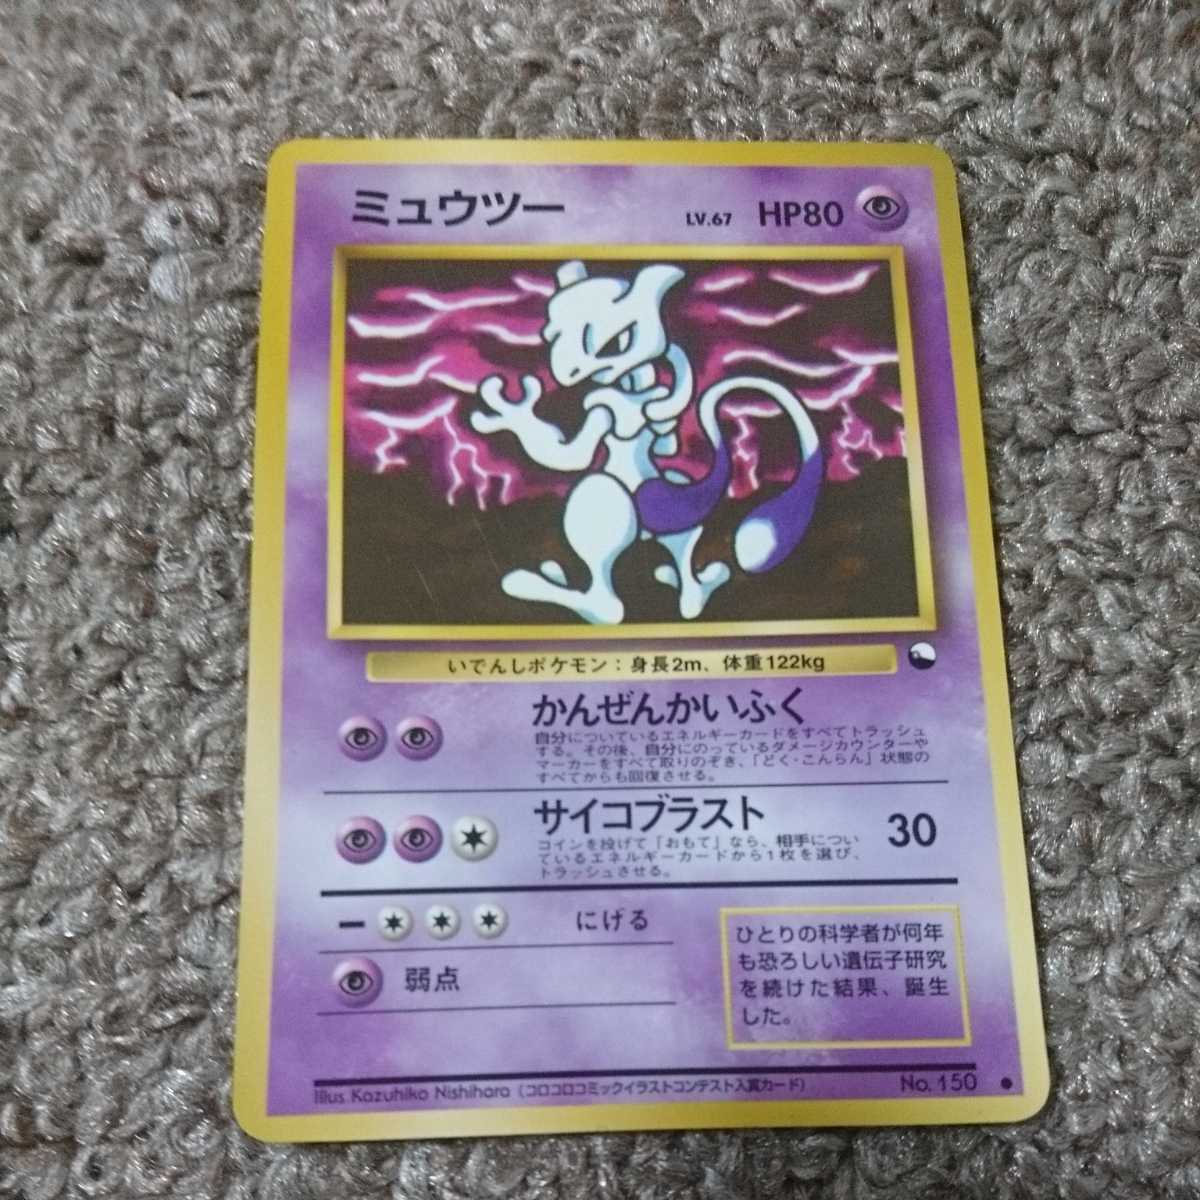 ミュウツー LV.67 HP80
いでんしポケモン：身長2m、体重122kg
かんぜんかいふく
自分についているエネルギーカードをすべてトラッシュ
する。その後、自分にのっているダメージカウンターや
マーカーをすべて取りのぞき、「どく・こんらん」状態の
すべてからも回復させる。
サイコブラスト 30
コインを投げて「おもて」なら、相手につい
ているエネルギーカードから1枚を選び、
トラッシュさせる。
にげる
弱点
ひとりの科学者が何年
も恐ろしい遺伝子研究
を続けた結果、誕生
した。
Illus Kazuhiko Nishihara（コロコロコミックイラストコンテスト入賞カード） No.150 ●